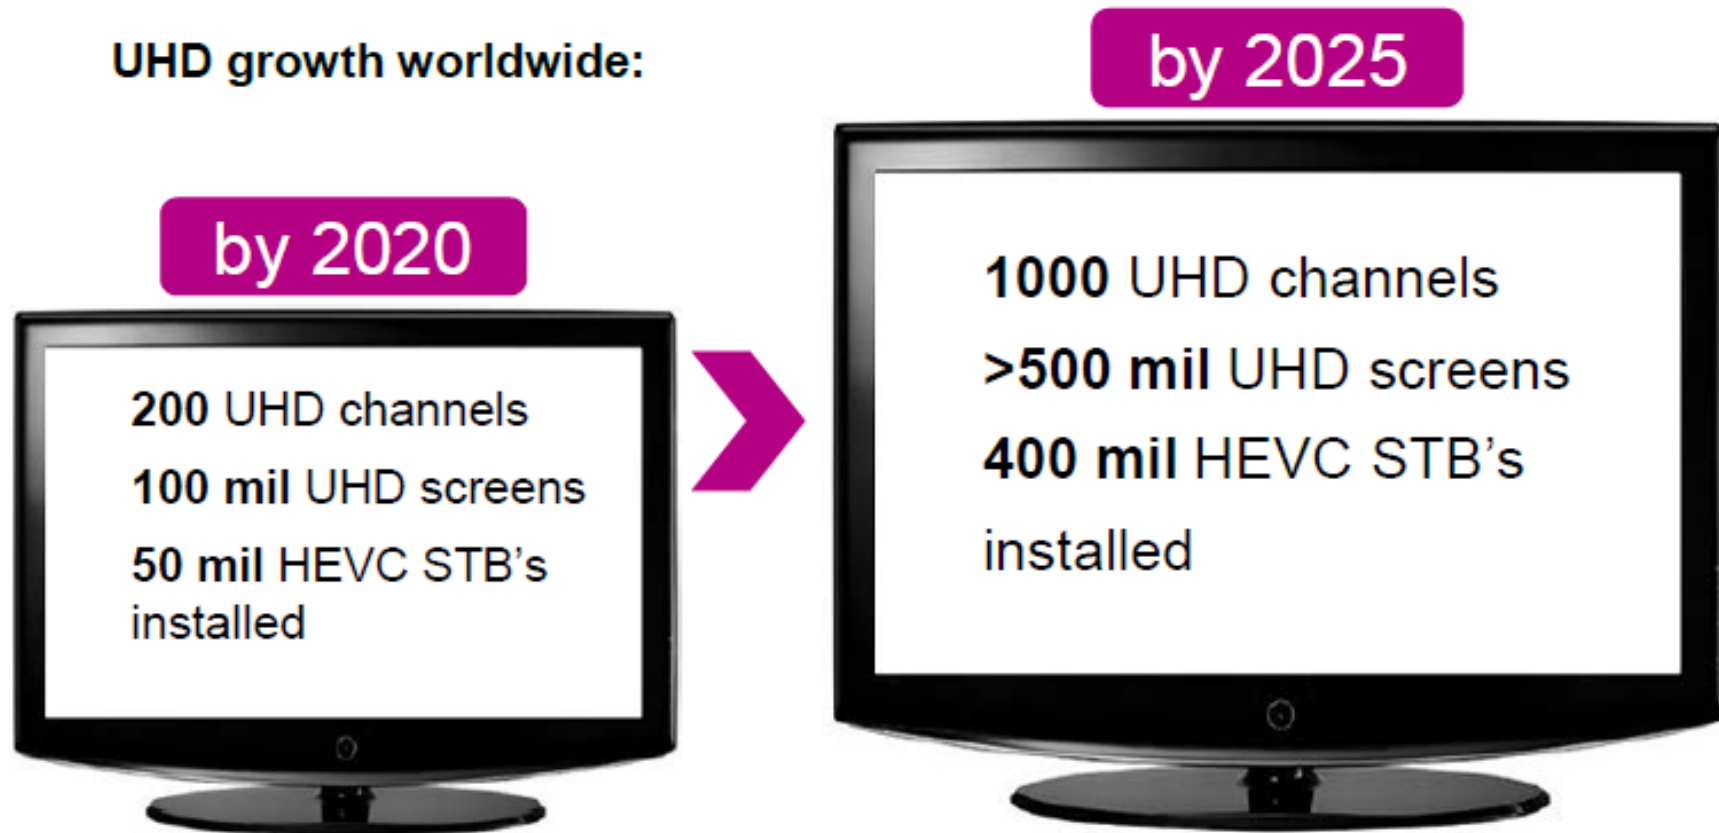 UHD growth worldwide:
by 2020
200 UHD channels
100 mil UHD screens
50 mil HEVC STB’s
installed
by 2025
1000 UHD channels
>500 mil UHD screens
400 mil HEVC STB’s
installed